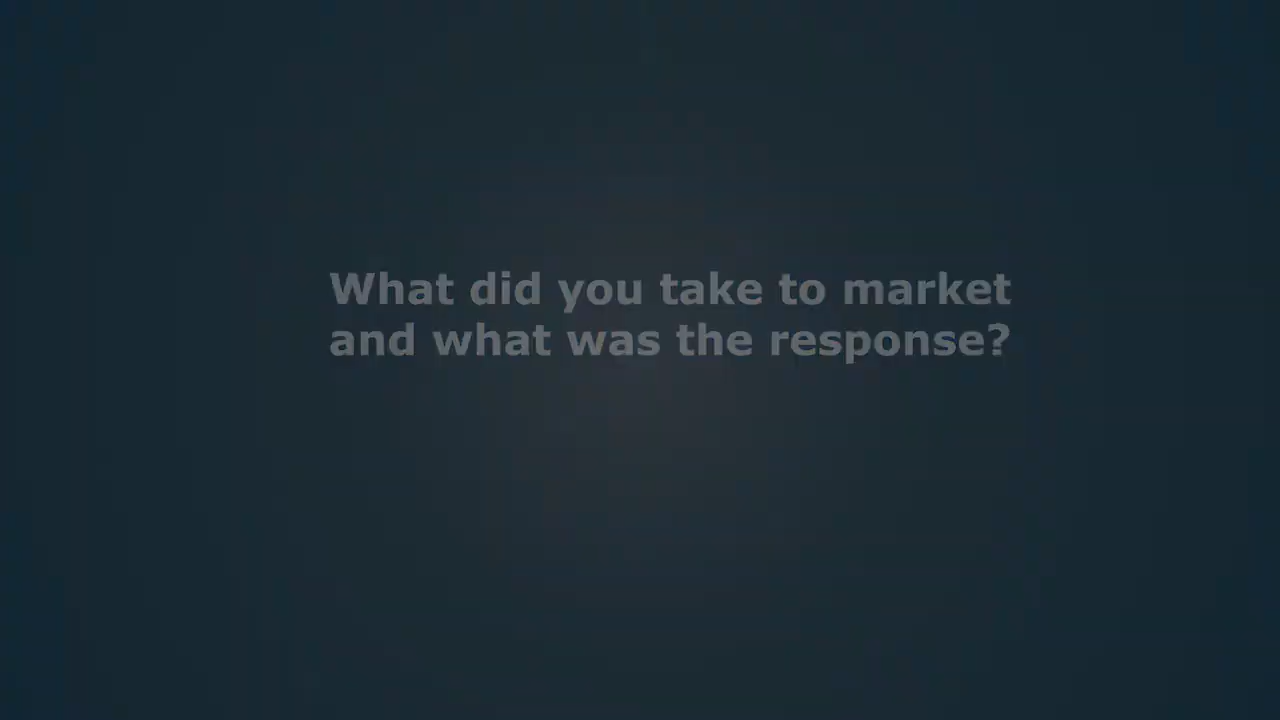 What did you take to market
and what was the response?